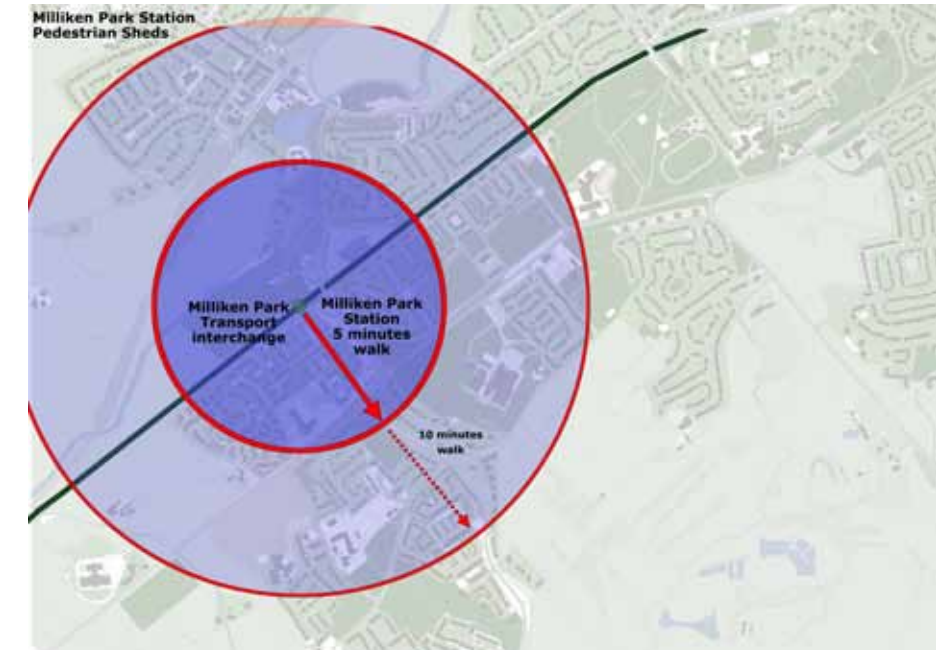 Milliken Park Station
Pedestrian Sheds
Milliken Park
Transport
interchange
Milliken Park
Station
5 minutes
walk
10 minutes
walk